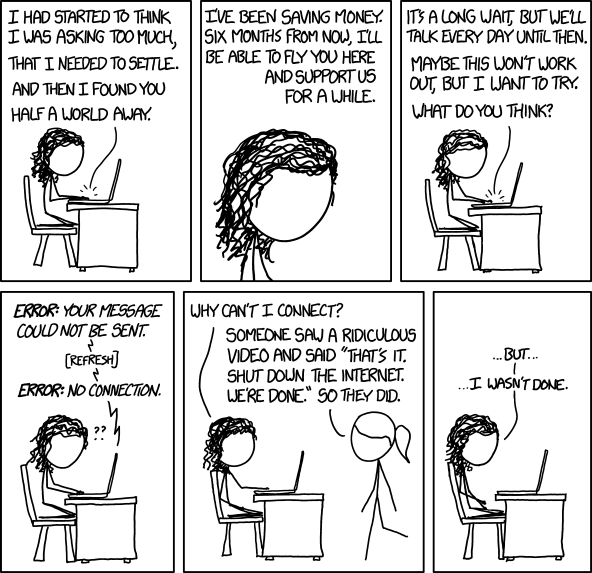 I HAD STARTED TO THINK
I WAS ASKING TOO MUCH,
THAT I NEEDED TO SETTLE.
AND THEN I FOUND YOU
HALF A WORLD AWAY.
I'VE BEEN SAVING MONEY.
SIX MONTHS FROM NOW, I'LL
BE ABLE TO FLY YOU HERE
AND SUPPORT US
FOR A WHILE.
IT'S A LONG WAIT, BUT WE'LL
TALK EVERY DAY UNTIL THEN.
MAYBE THIS WON'T WORK
OUT, BUT I WANT TO TRY.
WHAT DO YOU THINK?
ERROR: YOUR MESSAGE
COULD NOT BE SENT.
[REFRESH]
ERROR: NO CONNECTION.
??
WHY CAN'T I CONNECT?
SOMEONE SAW A RIDICULOUS
VIDEO AND SAID "THAT'S IT.
SHUT DOWN THE INTERNET.
WE'RE DONE." SO THEY DID.
...BUT...
...I WASN'T DONE.